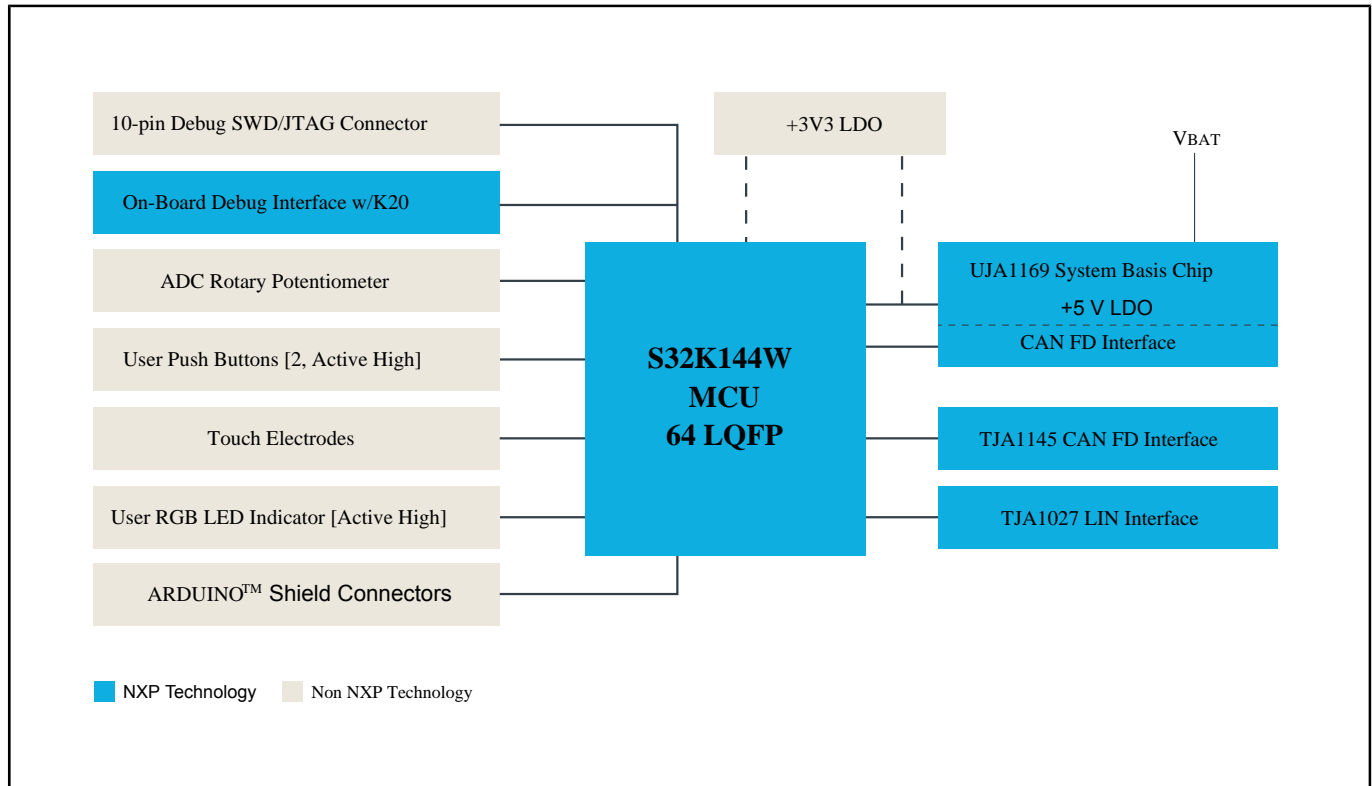 10-pin Debug SWD/JTAG Connector
On-Board Debug Interface w/K20
ADC Rotary Potentiometer
User Push Buttons [2, Active High]
Touch Electrodes
User RGB LED Indicator [Active High]
ARDUINO™ Shield Connectors
+3V3 LDO
VBAT
S32K144W
MCU
64 LQFP
UJA1169 System Basis Chip
+5 V LDO
CAN FD Interface
TJA1145 CAN FD Interface
TJA1027 LIN Interface
NXP Technology
Non NXP Technology